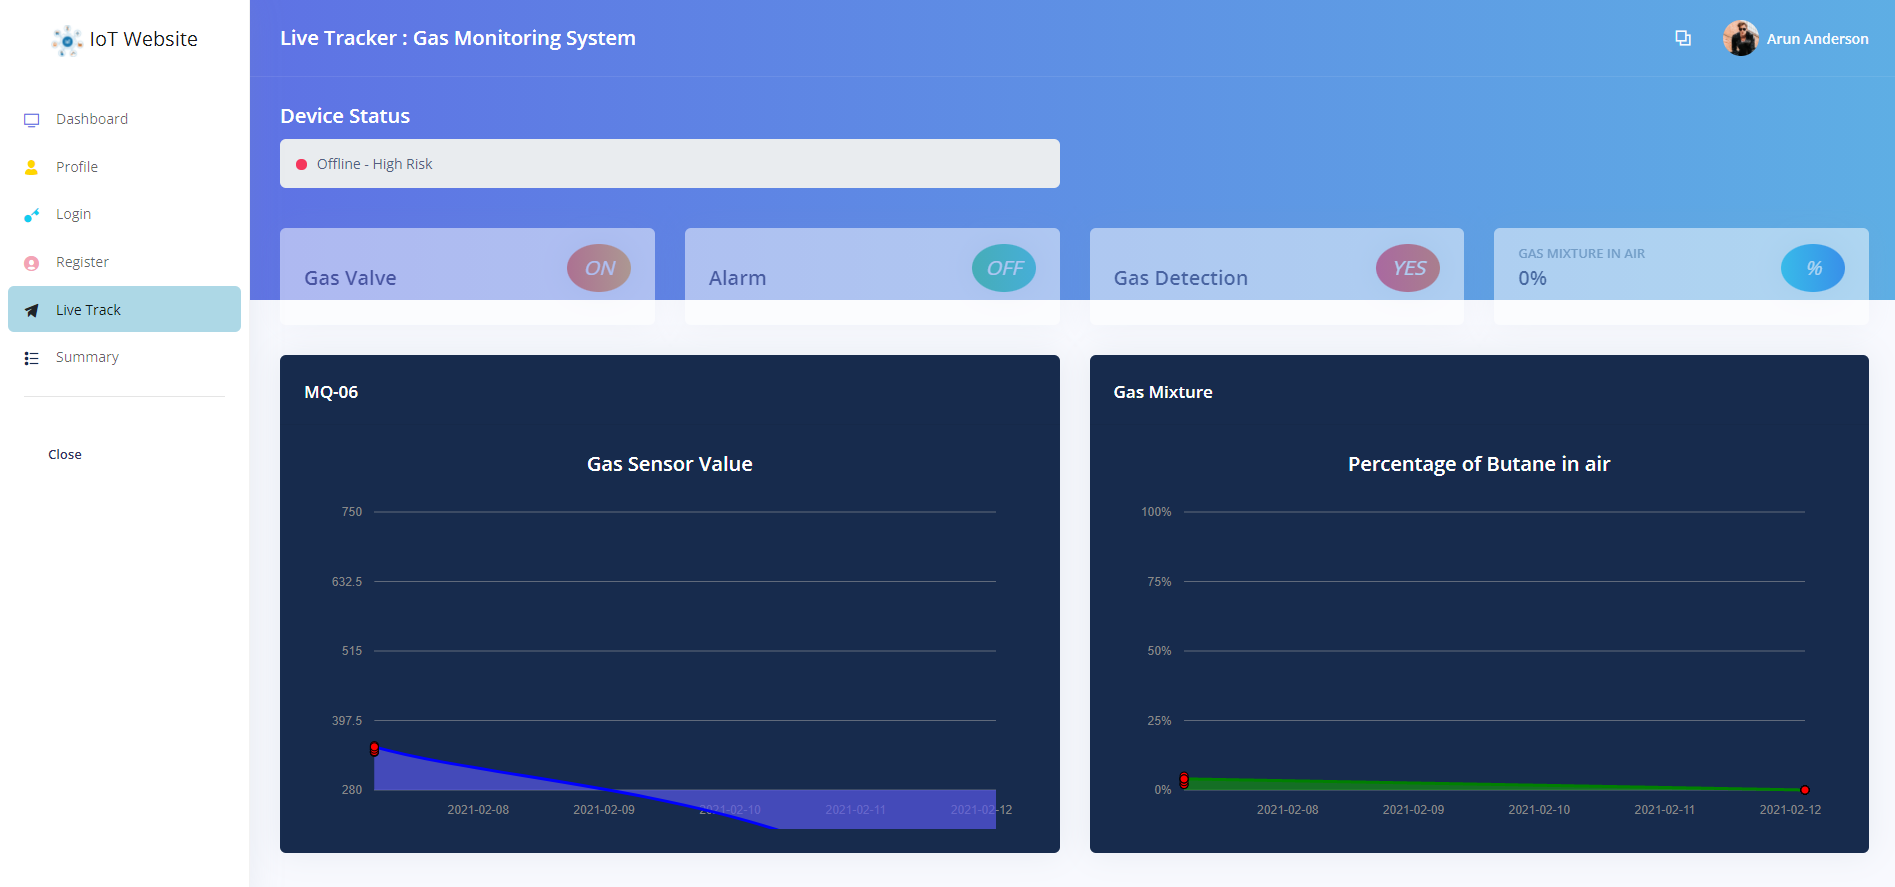 IoT Website
Dashboard
Profile
Login
Register
Live Track
Summary
Close
Live Tracker : Gas Monitoring System
Arun Anderson
Device Status
Offline - High Risk
Gas Valve
ON
Alarm
OFF
Gas Detection
YES
GAS MIXTURE IN AIR
0%
%
MQ-06
Gas Sensor Value
750
632.5
515
397.5
280
2021-02-08 2021-02-09 2021-02-10 2021-02-11 2021-02-12
Gas Mixture
Percentage of Butane in air
100%
75%
50%
25%
0%
2021-02-08 2021-02-09 2021-02-10 2021-02-11 2021-02-12